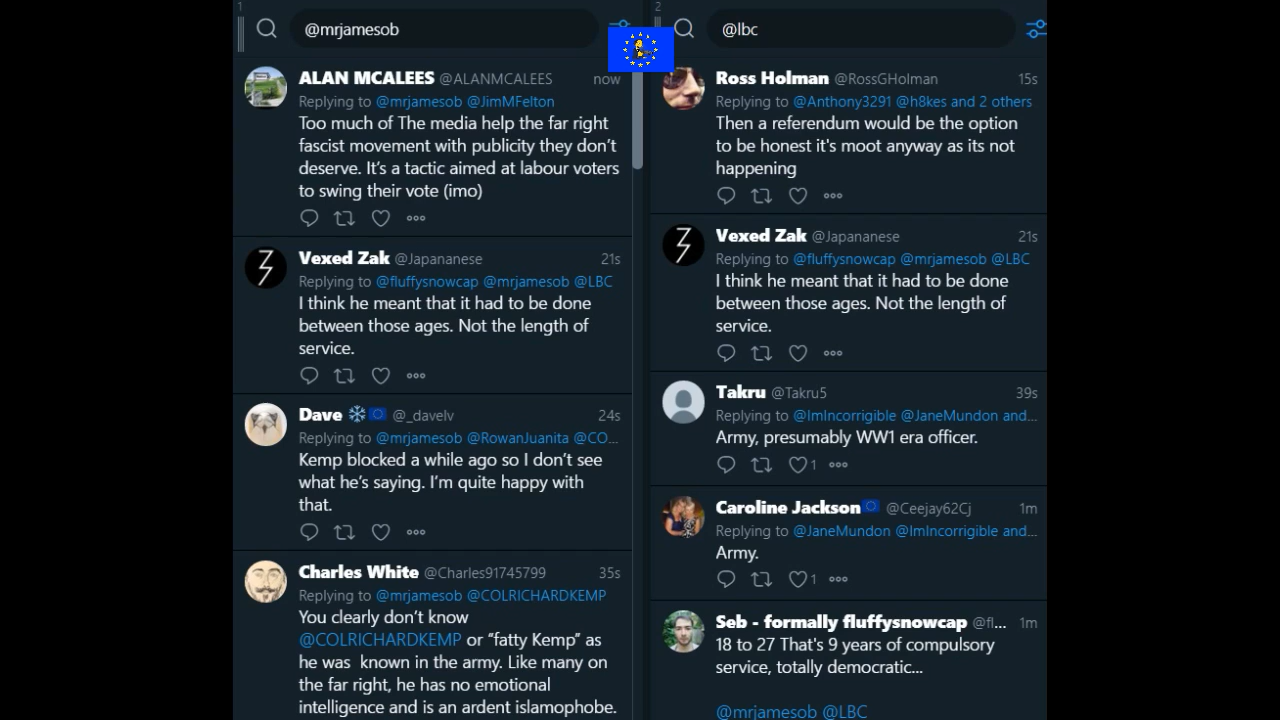 1
@mrjamesob
ALAN MCALEES @ALANMCALEES now
Replying to @mrjamesob @JimMFelton
Too much of The media help the far right
fascist movement with publicity they don’t
deserve. It’s a tactic aimed at labour voters
to swing their vote (imo)
Vexed Zak @Japananese 21s
Replying to @fluffysnowcap @mrjamesob @LBC
I think he meant that it had to be done
between those ages. Not the length of
service.
Dave @_davelv 24s
Replying to @mrjamesob @RowanJuanita @CO...
Kemp blocked a while ago so I don’t see
what he’s saying. I’m quite happy with
that.
Charles White @Charles91745799 35s
Replying to @mrjamesob @COLRICHARDKEMP
You clearly don’t know
@COLRICHARDKEMP or “fatty Kemp” as
he was known in the army. Like many on
the far right, he has no emotional
intelligence and is an ardent islamophobe.
2
@lbc
Ross Holman @RossGHolman 15s
Replying to @Anthony3291 @h8kes and 2 others
Then a referendum would be the option
to be honest it's moot anyway as its not
happening
Vexed Zak @Japananese 21s
Replying to @fluffysnowcap @mrjamesob @LBC
I think he meant that it had to be done
between those ages. Not the length of
service.
Takru @Takru5 39s
Replying to @ImIncorrigible @JaneMundon and...
Army, presumably WW1 era officer.
1
Caroline Jackson @Ceejay62Cj 1m
Replying to @JaneMundon @ImIncorrigible and...
Army.
1
Seb - formally fluffysnowcap @fl... 1m
18 to 27 That's 9 years of compulsory
service, totally democratic...
@mrjamesob @LBC